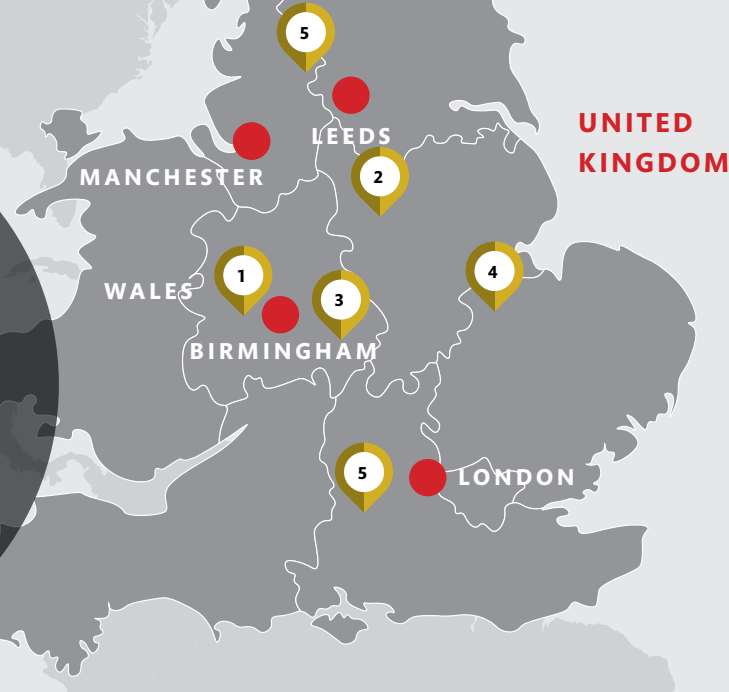 5
UNITED
KINGDOM
LEEDS
MANCHESTER
2
1
4
WALES
3
BIRMINGHAM
5
LONDON